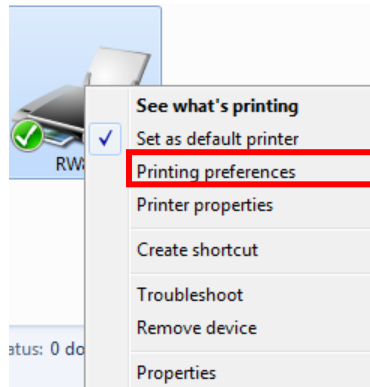 See what's printing
Set as default printer
RW
Printing preferences
Printer properties
Create shortcut
Troubleshoot
Remove device
atus: 0 do
Properties